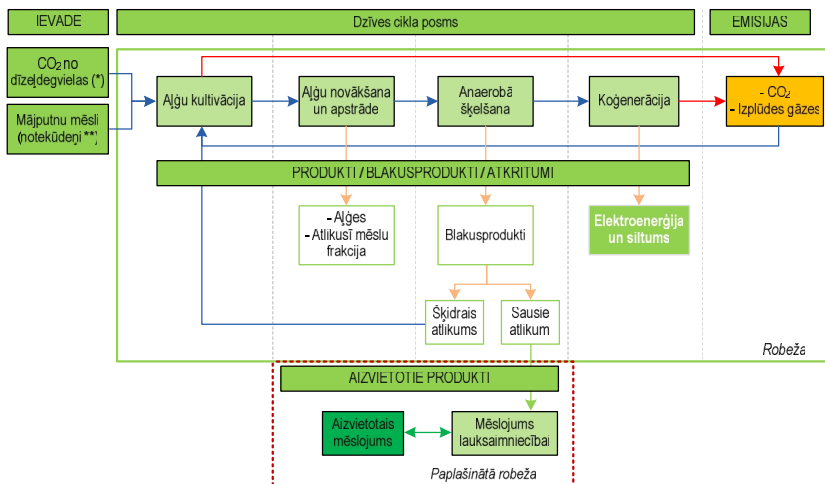 IEVADE
Dzīves cikla posms
EMISIJAS
CO₂ no
dīzeļdegvielas (*)
Mājputnu mēsli
(notekūdeņi **)
Aļģu kultivācija
Aļģu novākšana
un apstrāde
Anaerobā
šķelšana
Koģenerācija
- CO₂
- Izplūdes gāzes
PRODUKTI / BLAKUSPRODUKTI / ATKRITUMI
- Aļģes
- Atlikusī mēslu
frakcija
Blakusprodukti
Elektroenerģija
un siltums
Šķidrais
atlikums
Sausie
atlikum
Robeža
AIZVIETOTIE PRODUKTI
Aizvietotais
mēslojums
Mēslojums
lauksaimniecībai
Paplašinātā robeža